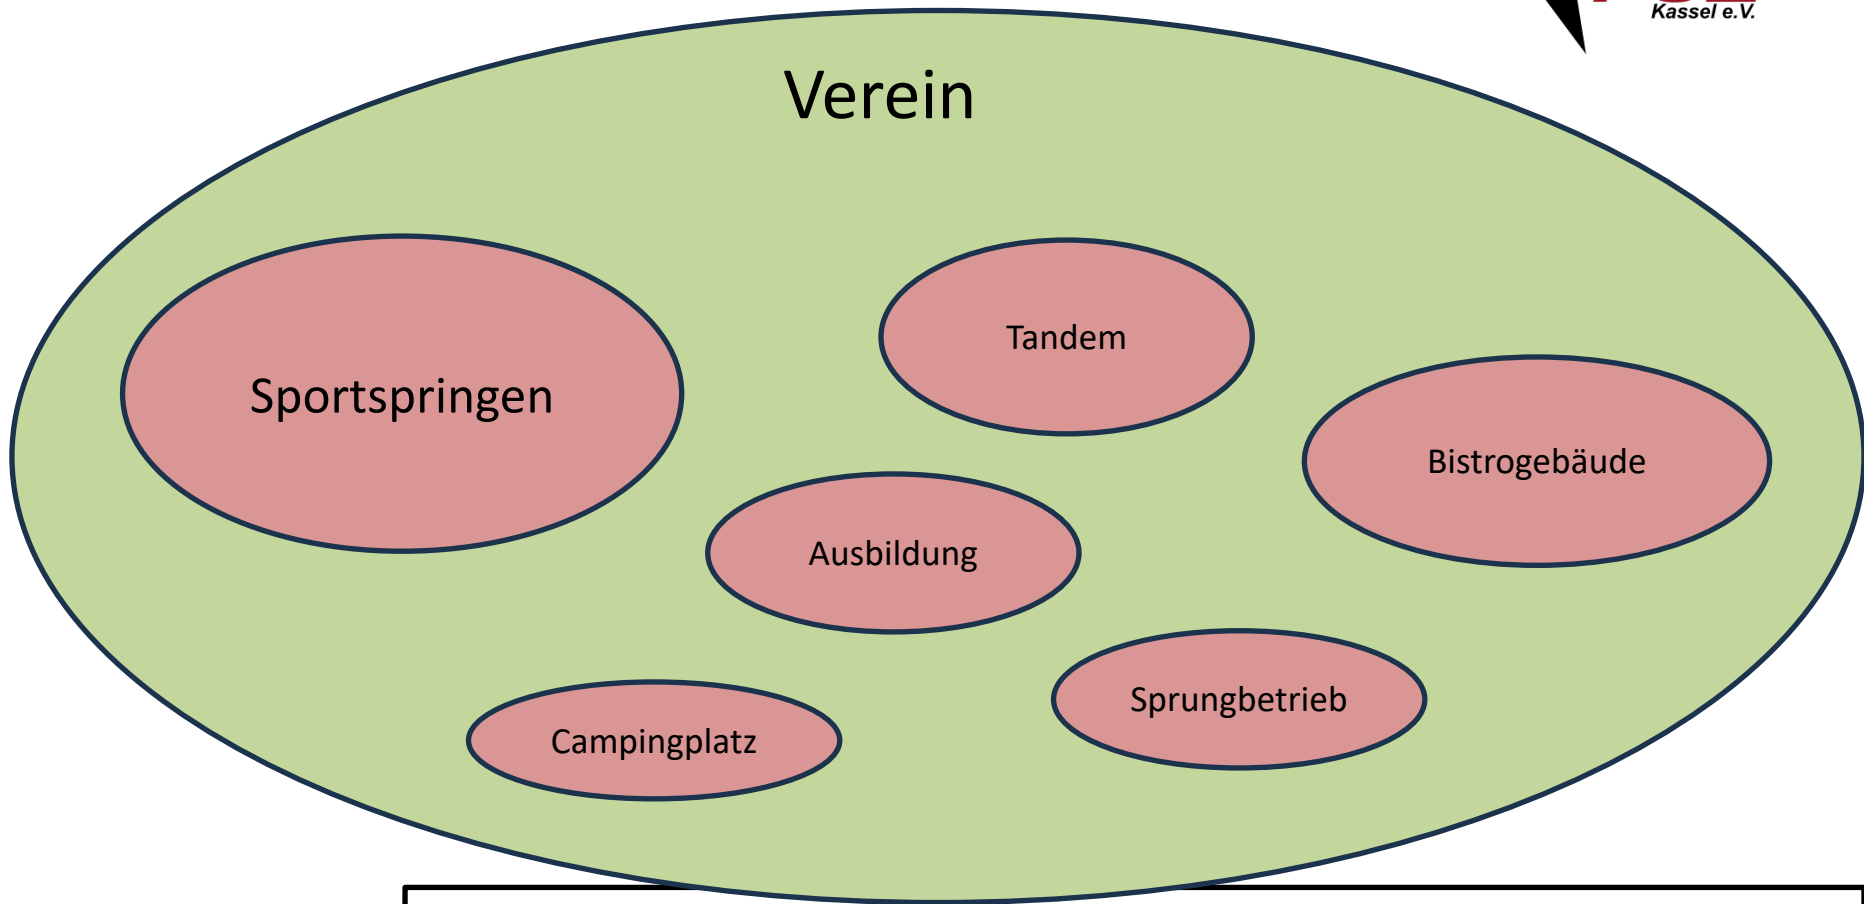 Kassel e.V.
Verein
Tandem
Sportspringen
Bistrogebäude
Ausbildung
Sprungbetrieb
Campingplatz